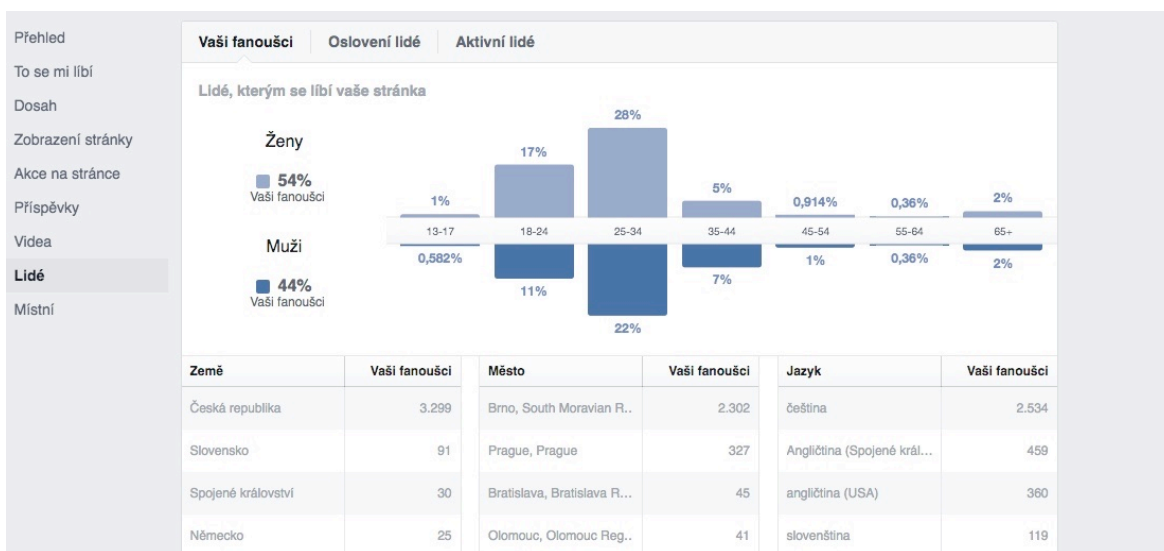 Přehled
To se mi líbí
Dosah
Zobrazení stránky
Akce na stránce
Příspěvky
Videa
Lidé
Místní
Vaši fanoušci Oslovení lidé Aktivní lidé
Lidé, kterým se líbí vaše stránka
Ženy
54%
Vaši fanoušci
1% 17% 28% 5% 0,914% 0,36% 2%
13-17 18-24 25-34 35-44 45-54 55-64 65+
Muži
44%
Vaši fanoušci
0,582% 11% 22% 7% 1% 0,36% 2%
Země Vaši fanoušci Město Vaši fanoušci Jazyk Vaši fanoušci
Česká republika 3.299 Brno, South Moravian R.. 2.302 čeština 2.534
Slovensko 91 Prague, Prague 327 Angličtina (Spojené král... 459
Spojené království 30 Bratislava, Bratislava R... 45 angličtina (USA) 360
Německo 25 Olomouc, Olomouc Reg.. 41 slovenština 119